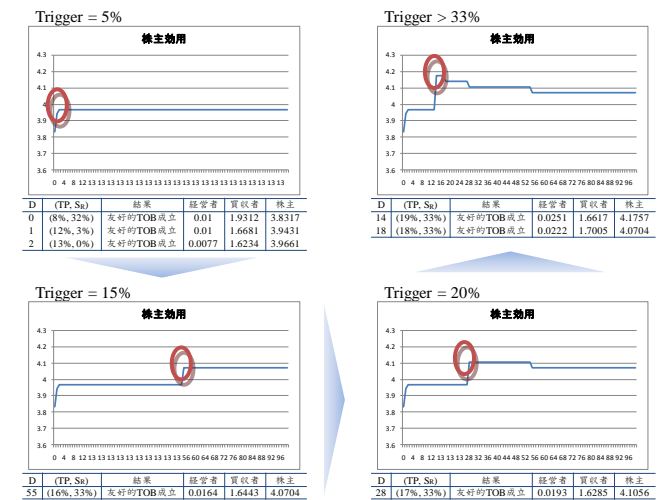 Trigger = 5%
株主効用
4.3
4.2
4.1
4
3.9
3.8
3.7
3.6
0 4 8 12 13 13 13 13 13 13 13 13 13 13 13 13 13 13 13 13 13 13 13 13 13
D (TP, SR) 結果 経営者 買収者 株主
0 (8%, 32%) 友好的TOB成立 0.01 1.9312 3.8317
1 (12%, 3%) 友好的TOB成立 0.01 1.6681 3.9431
2 (13%, 0%) 友好的TOB成立 0.0077 1.6234 3.9661
Trigger > 33%
株主効用
4.3
4.2
4.1
4
3.9
3.8
3.7
3.6
0 4 8 12 16 20 24 28 32 36 40 44 48 52 56 60 64 68 72 76 80 84 88 92 96
D (TP, SR) 結果 経営者 買収者 株主
14 (19%, 33%) 友好的TOB成立 0.0251 1.6617 4.1757
18 (18%, 33%) 友好的TOB成立 0.0222 1.7005 4.0704
Trigger = 15%
株主効用
4.3
4.2
4.1
4
3.9
3.8
3.7
3.6
0 4 8 12 13 13 13 13 13 13 13 13 13 13 56 60 64 68 72 76 80 84 88 92 96
D (TP, SR) 結果 経営者 買収者 株主
55 (16%, 33%) 友好的TOB成立 0.0164 1.6443 4.0704
Trigger = 20%
株主効用
4.3
4.2
4.1
4
3.9
3.8
3.7
3.6
0 4 8 12 13 13 13 28 32 36 40 44 48 52 56 60 64 68 72 76 80 84 88 92 96
D (TP, SR) 結果 経営者 買収者 株主
28 (17%, 33%) 友好的TOB成立 0.0193 1.6285 4.1056